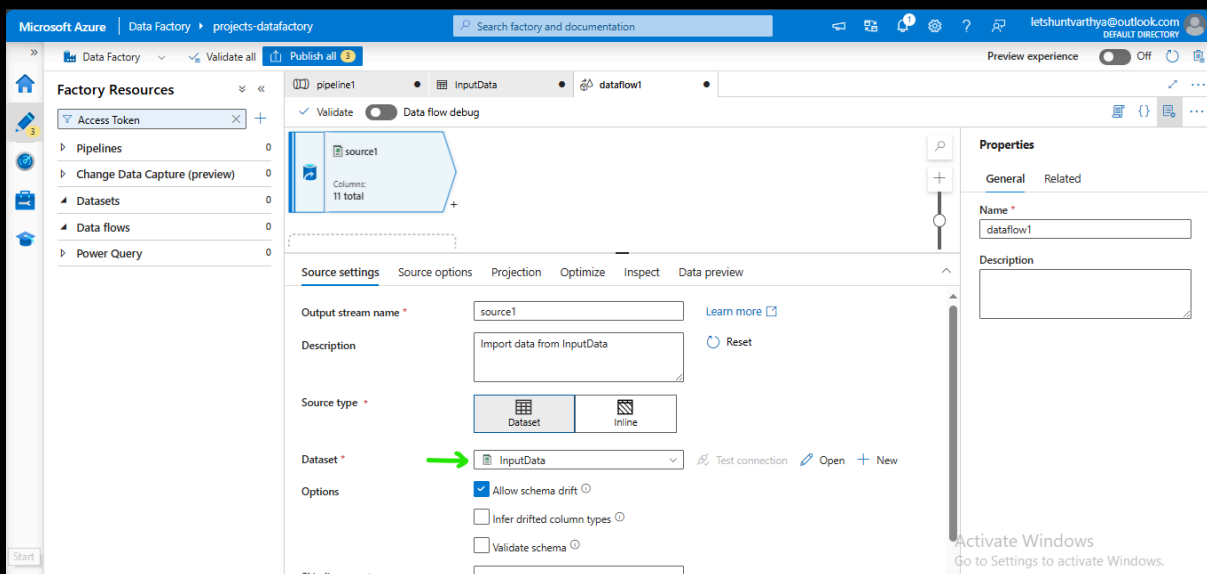 Microsoft Azure Data Factory projects-datafactory Search factory and documentation 1 ? letshuntvarthya@outlook.com
DEFAULT DIRECTORY
» Data Factory Validate all Publish all 3 Preview experience Off
Factory Resources
Access Token
3
Pipelines 0
Change Data Capture (preview) 0
Datasets 0
Data flows 0
Power Query 0
pipeline1 InputData dataflow1
Validate Data flow debug
source1
Columns:
11 total
+
Source settings Source options Projection Optimize Inspect Data preview
Output stream name * source1 Learn more
Description Import data from InputData Reset
Source type *
Dataset Inline
Dataset * InputData Test connection Open New
Options Allow schema drift
Infer drifted column types
Validate schema
Properties
General Related
Name *
dataflow1
Description
Activate Windows
Go to Settings to activate Windows.
Start